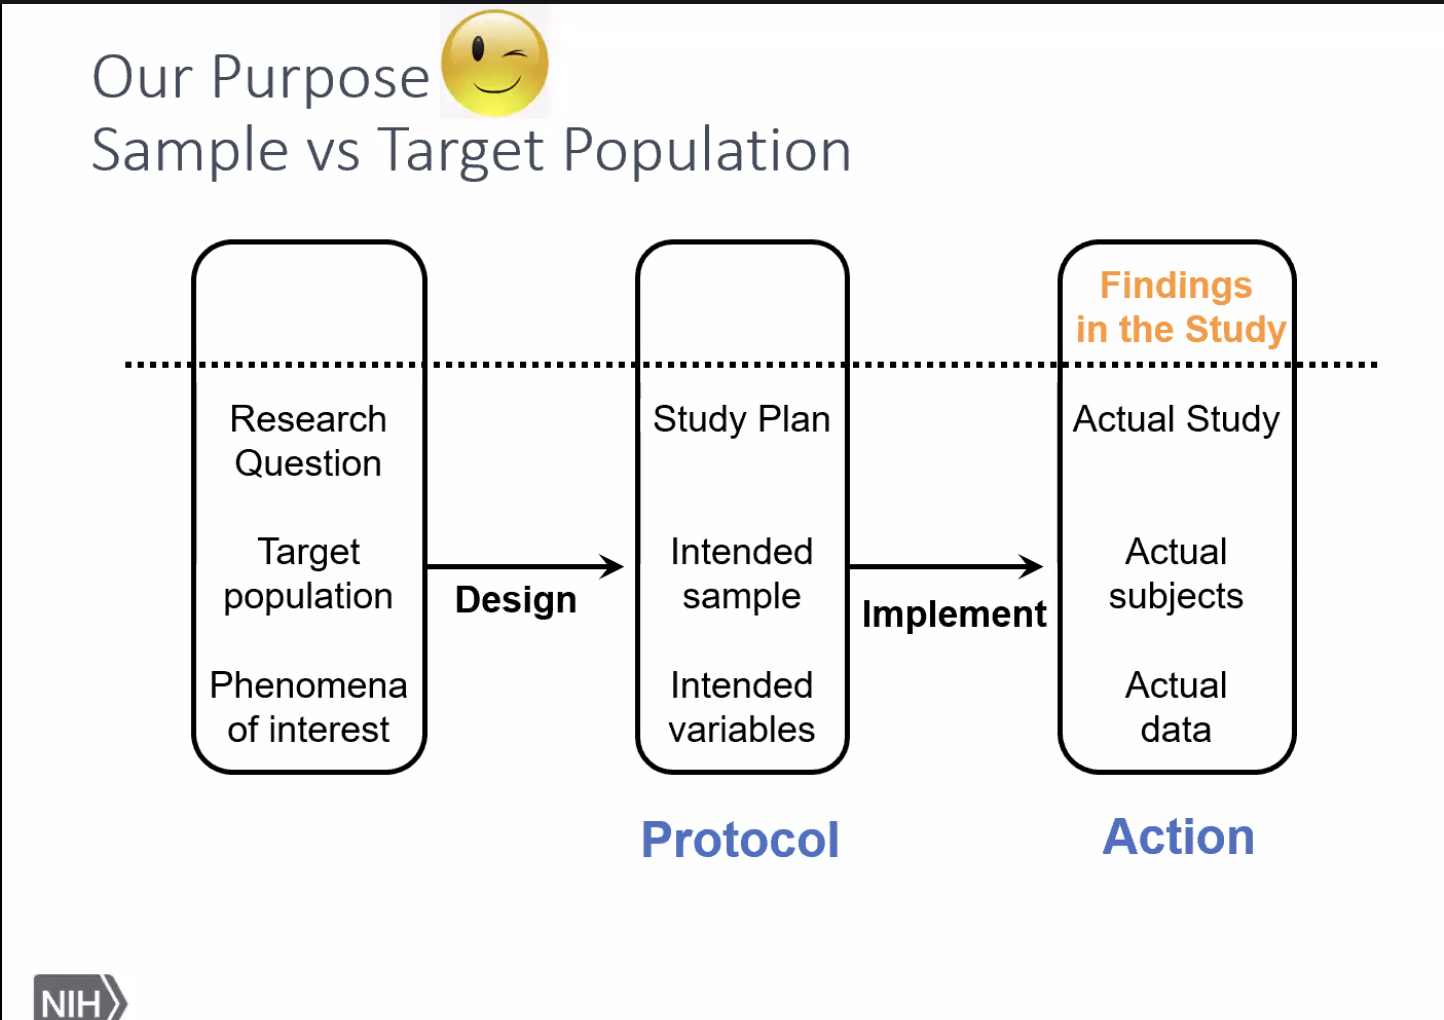 Our Purpose
Sample vs Target Population
Findings
in the Study
Research
Question
Target
population
Phenomena
of interest
Design
Study Plan
Intended
sample
Intended
variables
Implement
Actual Study
Actual
subjects
Actual
data
Protocol
Action
NIH